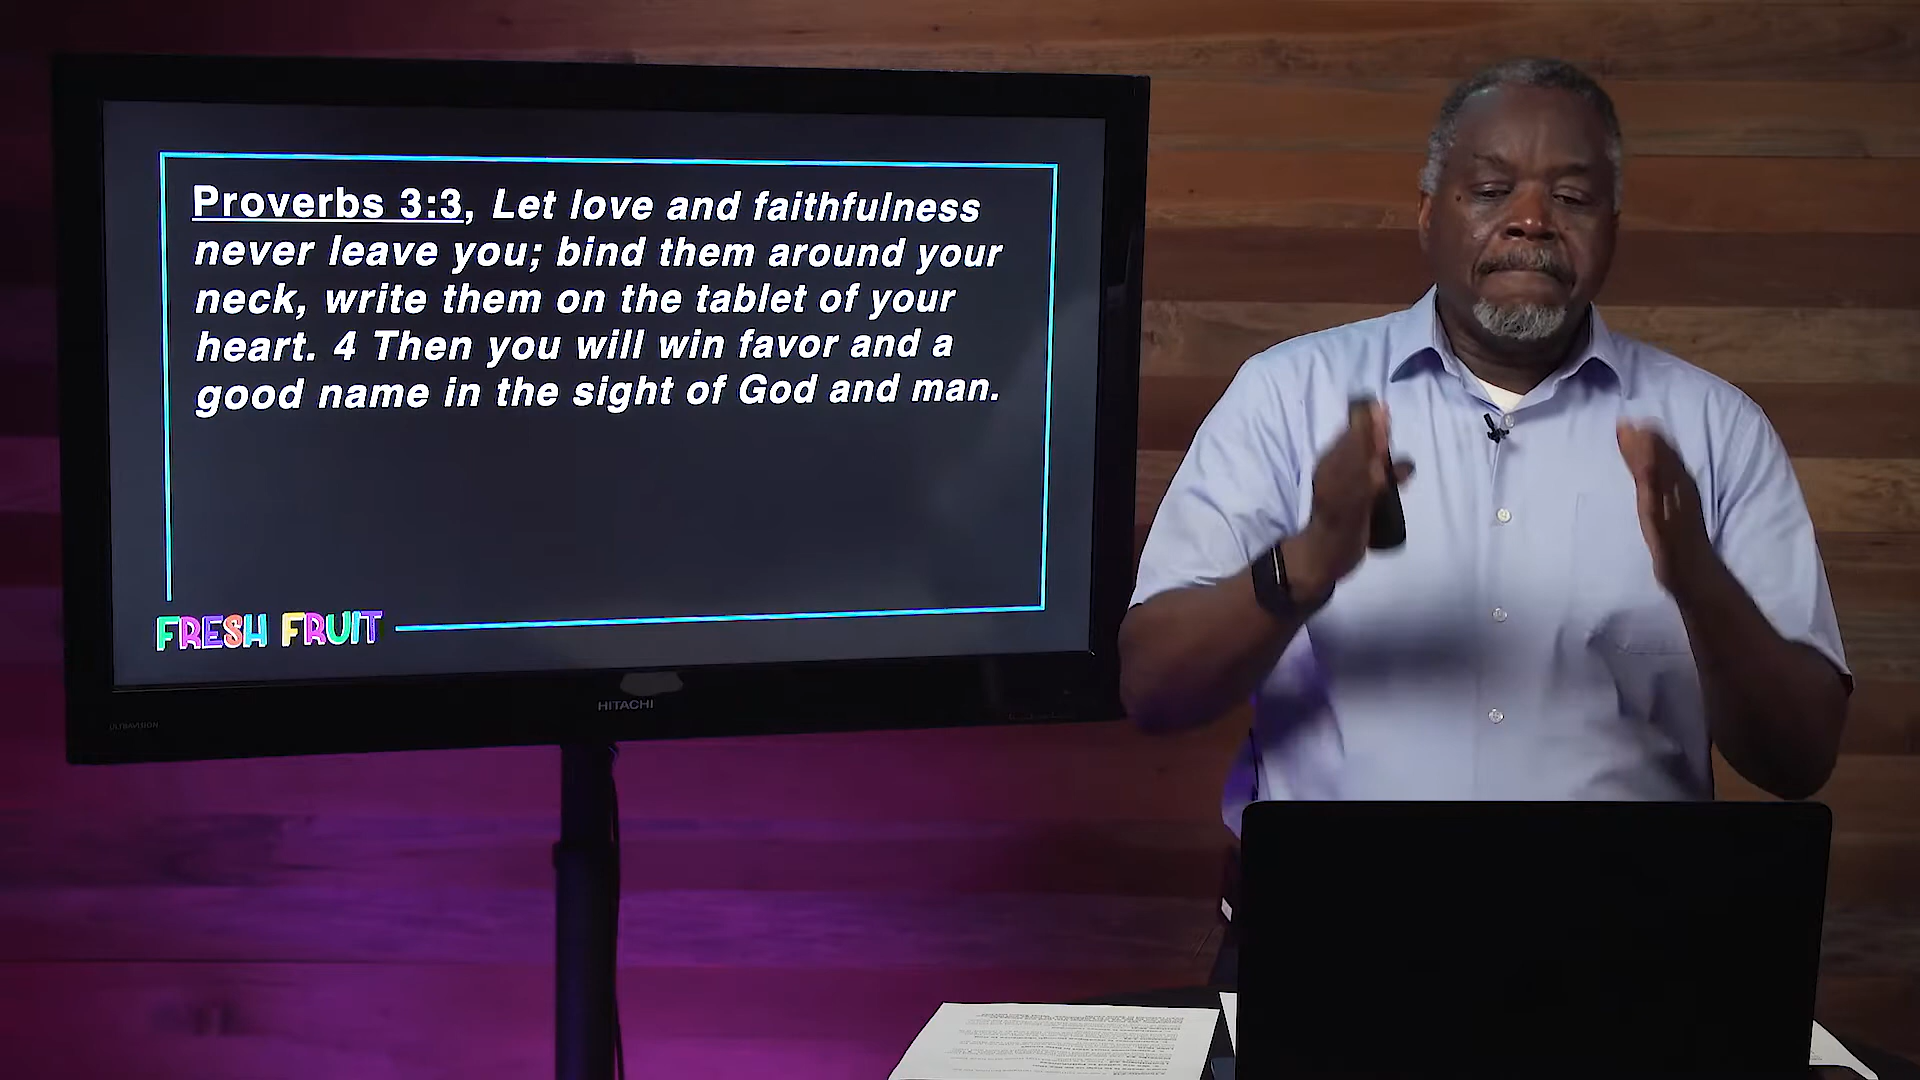 Proverbs 3:3, Let love and faithfulness
never leave you; bind them around your
neck, write them on the tablet of your
heart. 4 Then you will win favor and a
good name in the sight of God and man.
FRESH FRUIT
HITACHI
ULTRAVISION